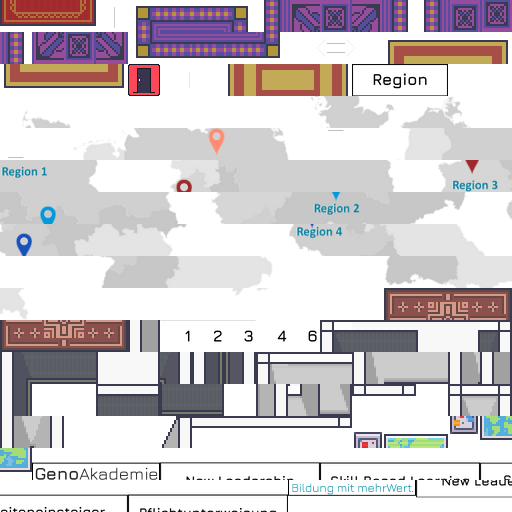 Region
Region 1
Region 3
Region 2
Region 4
1 2 3 4 6
GenoAkademie
New Leadership
Bildung mit mehrWert.
Pflichtunterweisung